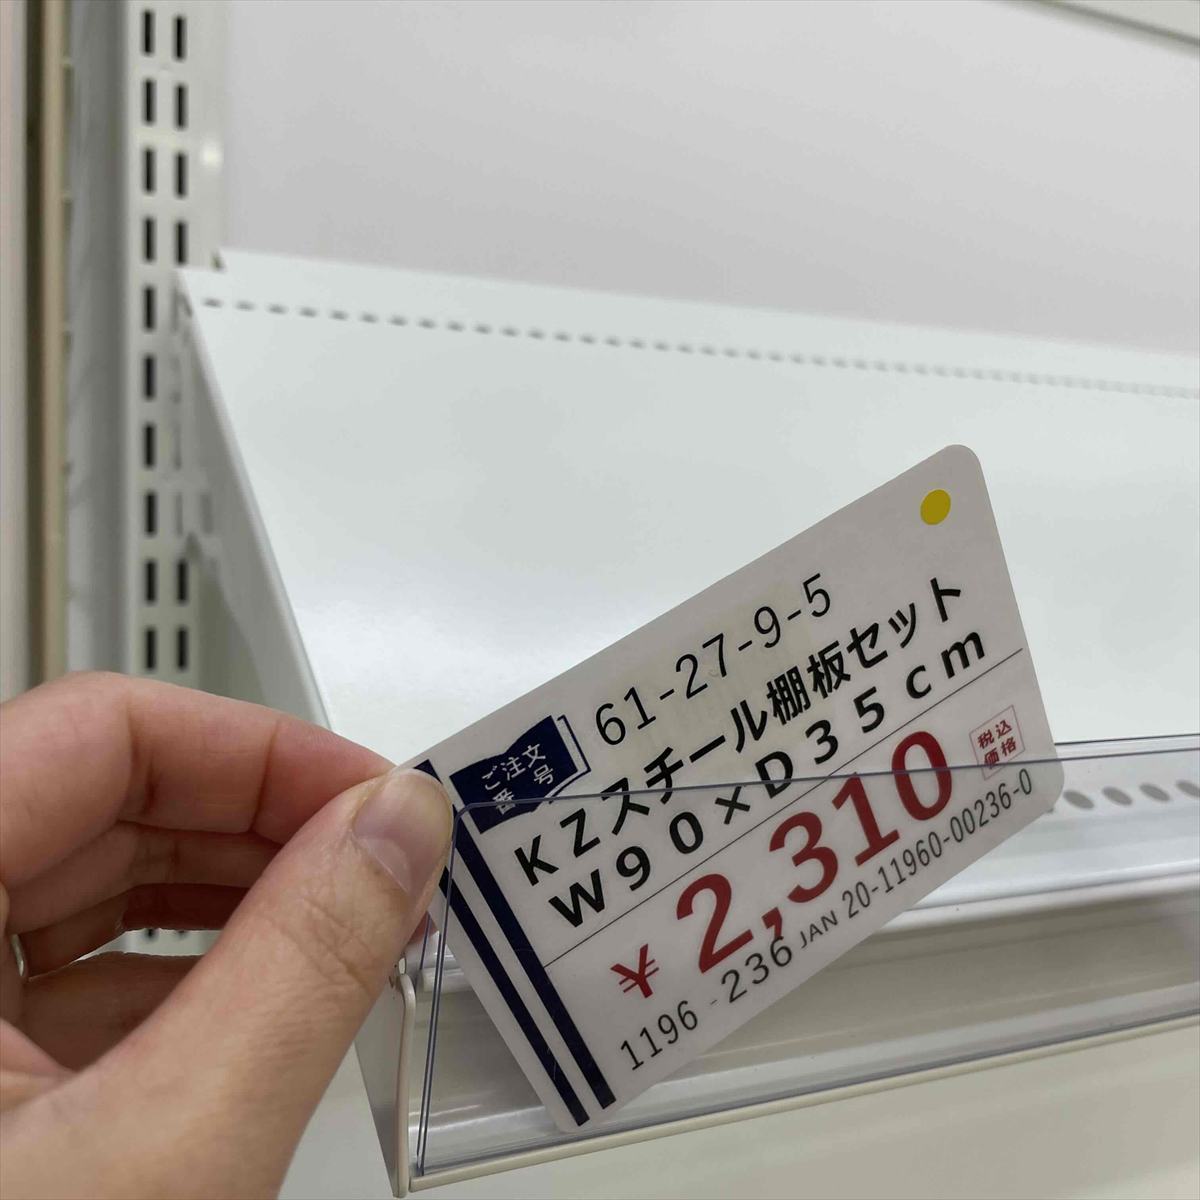 ご注文番号 61-27-9-5
KZスチール棚板セット
W90×D35cm
¥2,310 税込価格
1196-236 JAN 20-11960-00236-0